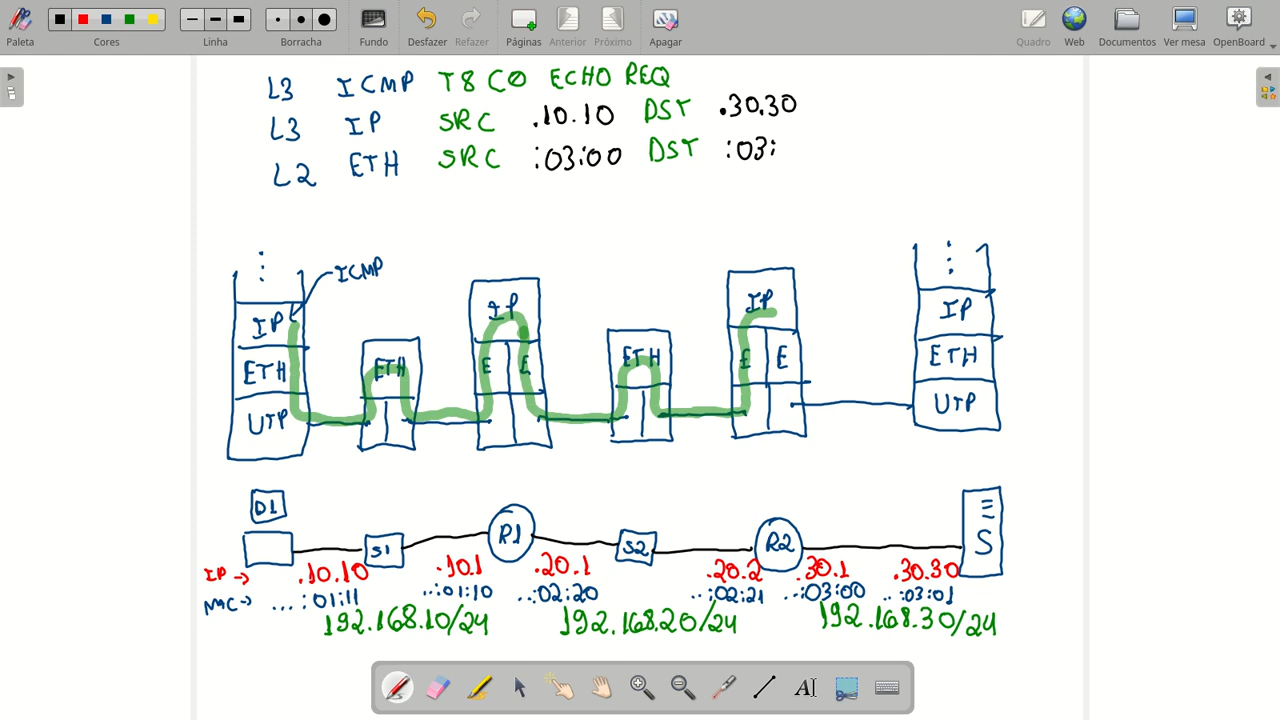 Paleta Cores Linha Borracha Fundo Desfazer Refazer Páginas Anterior Próximo Apagar Quadro Web Documentos Ver mesa OpenBoard
L3 ICMP T8 C0 ECHO REQ
L3 IP SRC .10.10 DST .30.30
L2 ETH SRC :03:00 DST :03:
ICMP
IP IP IP IP
ETH ETH E E ETH E E ETH
UTP UTP
D1
S1 R1 S2 R2 S
IP → .10.10 .10.1 .20.1 .20.2 .30.1 .30.30
MAC → ...:01:11 ..:01:10 ..:02:20 ..:02:21 ..:03:00 ..:03:01
192.168.10/24 192.168.20/24 192.168.30/24
AI